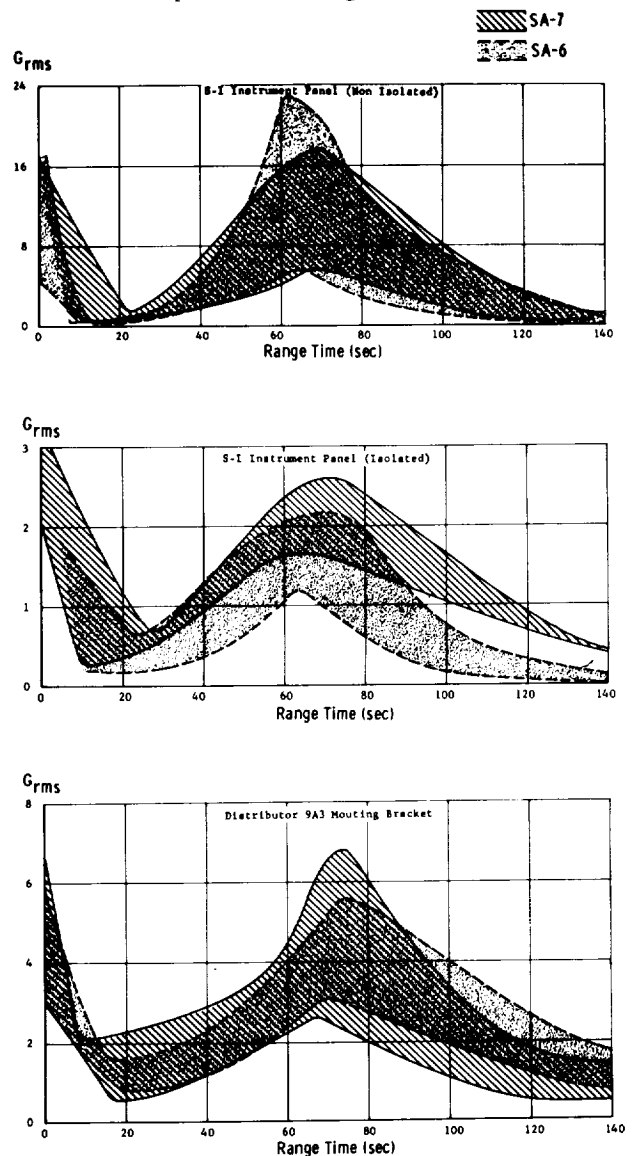 SA-7
SA-6
Grms
24
S-I Instrument Panel (Non Isolated)
16
8
0
0 20 40 60 80 100 120 140
Range Time (sec)
Grms
3
S-I Instrument Panel (Isolated)
2
1
0
0 20 40 60 80 100 120 140
Range Time (sec)
Grms
8
Distributor 9A3 Mouting Bracket
6
4
2
0
0 20 40 60 80 100 120 140
Range Time (sec)